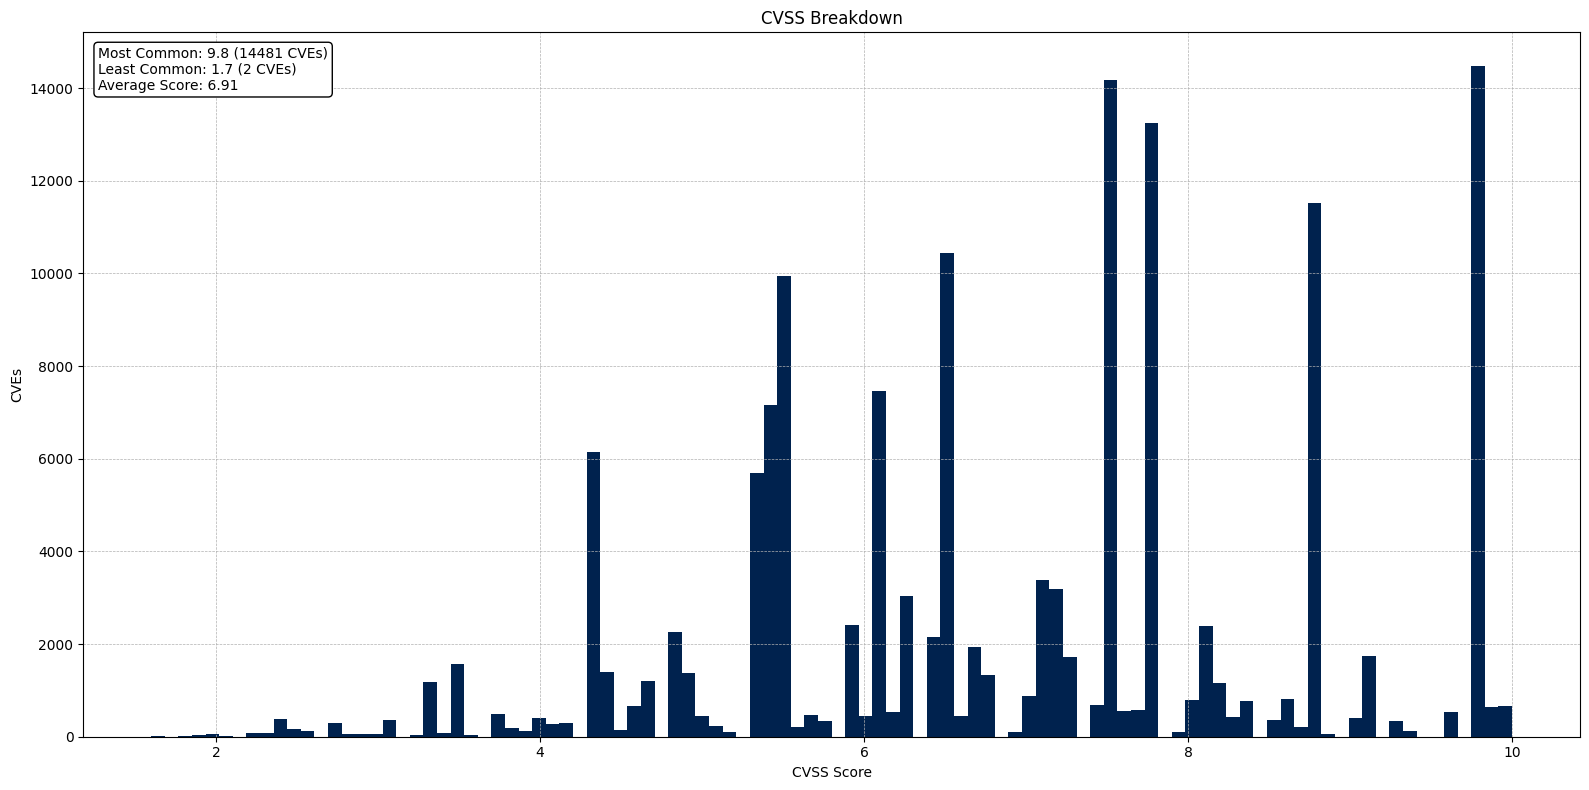 CVSS Breakdown
Most Common: 9.8 (14481 CVEs)
Least Common: 1.7 (2 CVEs)
Average Score: 6.91
14000
12000
10000
8000
6000
4000
2000
0
CVEs
2 4 6 8 10
CVSS Score